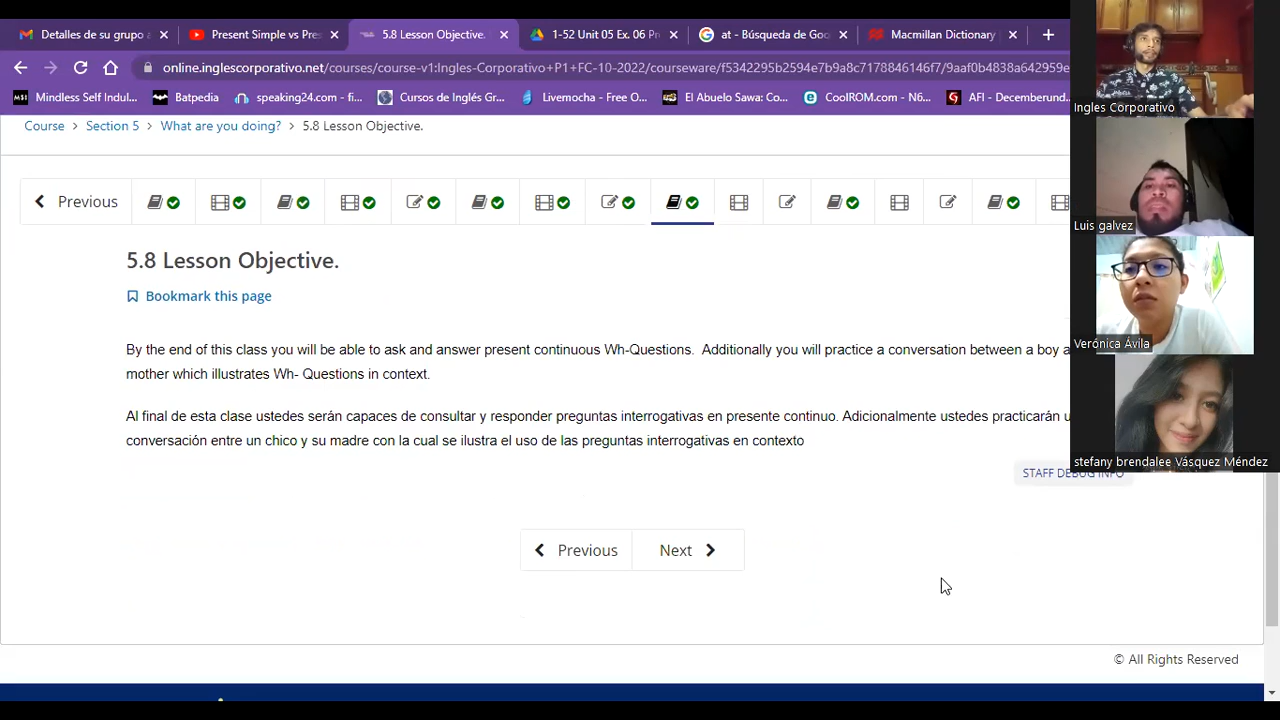 Detalles de su grupo a
Present Simple vs Pres
5.8 Lesson Objective.
1-52 Unit 05 Ex. 06 Pr
at - Búsqueda de Goo
Macmillan Dictionary
online.inglescorporativo.net/courses/course-v1:Ingles-Corporativo+P1+FC-10-2022/courseware/f5342295b2594e7b9a8c7178846146f7/9aaf0b4838a642959e
Mindless Self Indul...
Batpedia
speaking24.com - fi...
Cursos de Inglés Gr...
Livemocha - Free O...
El Abuelo Sawa: Co...
CoolROM.com - N6...
AFI - Decemberund...
Ingles Corporativo
Course
Section 5
What are you doing?
5.8 Lesson Objective.
Previous
Luis galvez
5.8 Lesson Objective.
Bookmark this page
By the end of this class you will be able to ask and answer present continuous Wh-Questions. Additionally you will practice a conversation between a boy a
Verónica Ávila
mother which illustrates Wh- Questions in context.
Al final de esta clase ustedes serán capaces de consultar y responder preguntas interrogativas en presente continuo. Adicionalmente ustedes practicarán u
conversación entre un chico y su madre con la cual se ilustra el uso de las preguntas interrogativas en contexto
stefany brendalee Vásquez Méndez
STAFF DEBUG INFO
Previous
Next
© All Rights Reserved